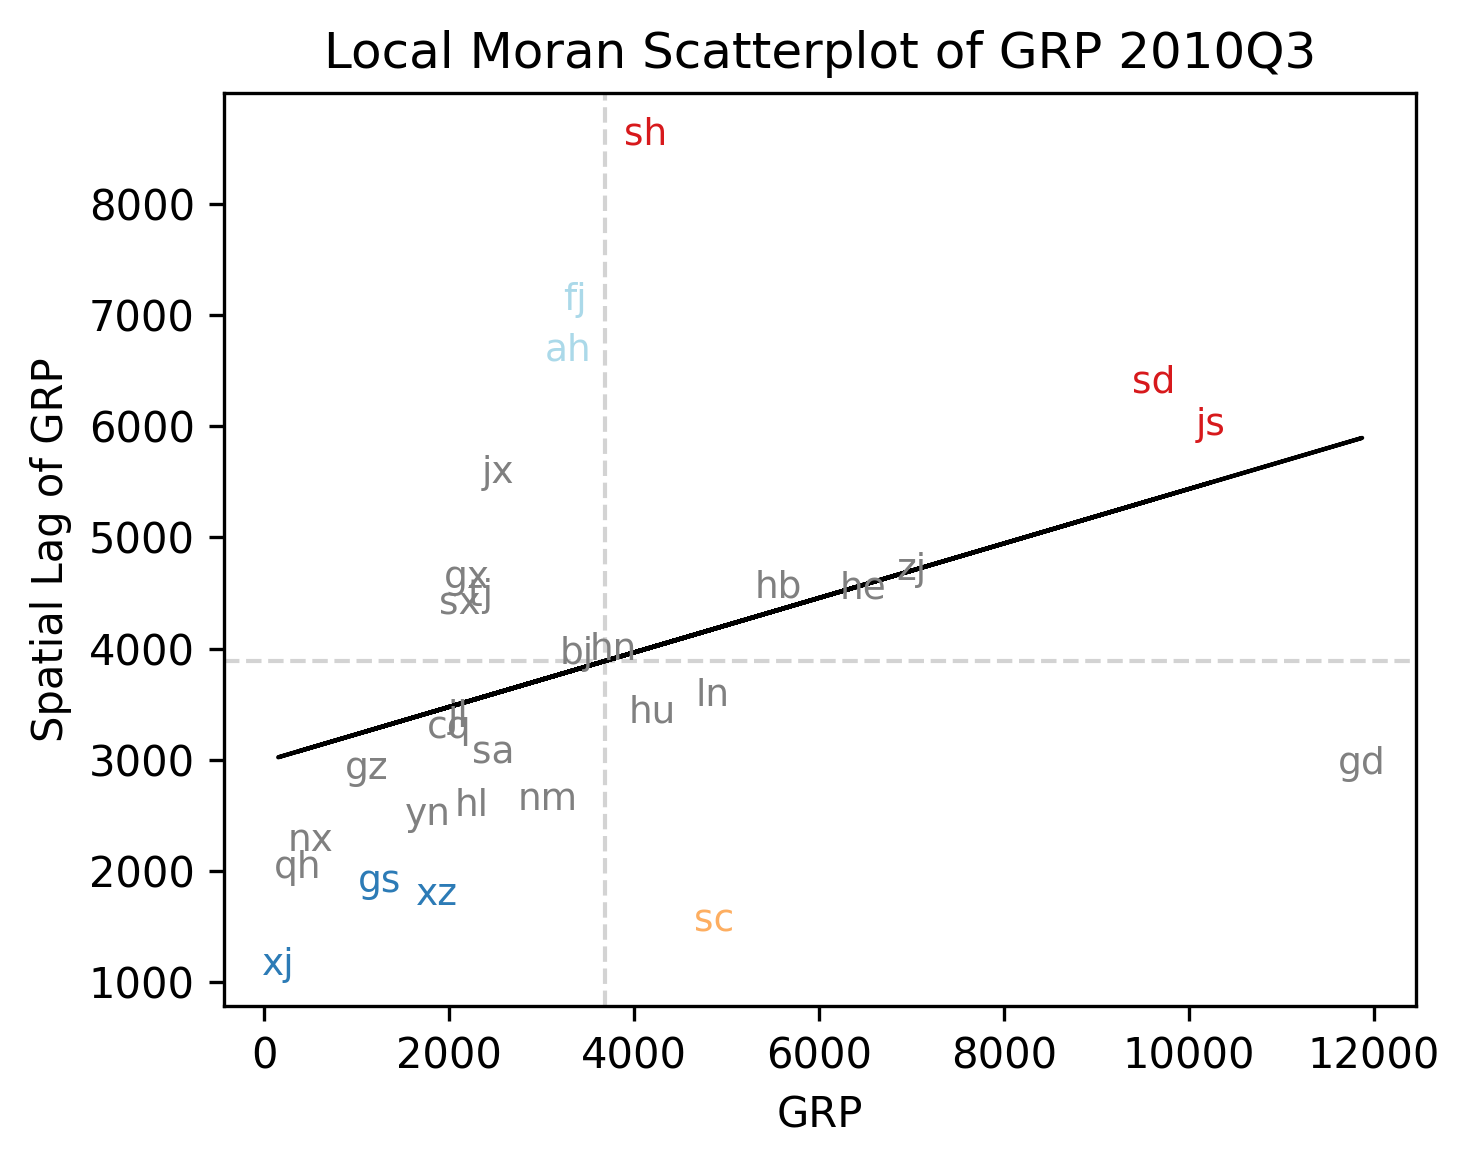 Local Moran Scatterplot of GRP 2010Q3
sh
8000
fj
7000
ah
sd
6000
js
jx
Spatial Lag of GRP
5000
gx
tj
zj
hb
he
sx
4000
bj
hn
ln
hu
jl
cq
sa
3000
gz
gd
nm
hl
yn
nx
qh
2000
gs
xz
sc
xj
1000
0
2000
4000
6000
8000
10000
12000
GRP